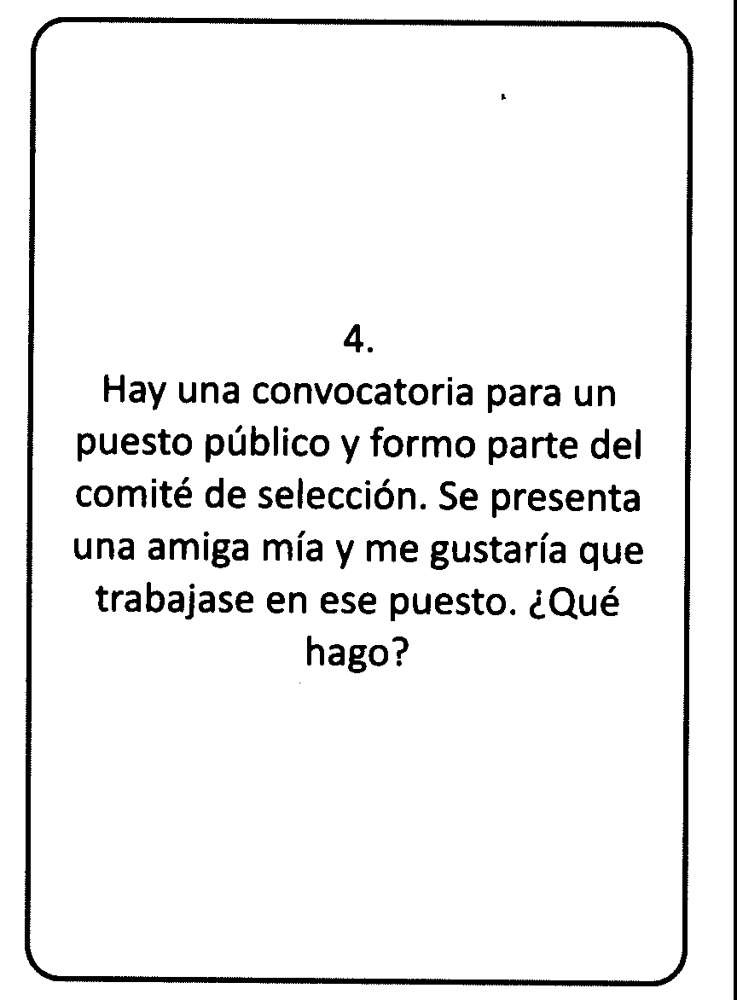 4.
Hay una convocatoria para un
puesto público y formo parte del
comité de selección. Se presenta
una amiga mía y me gustaría que
trabajase en ese puesto. ¿Qué
hago?